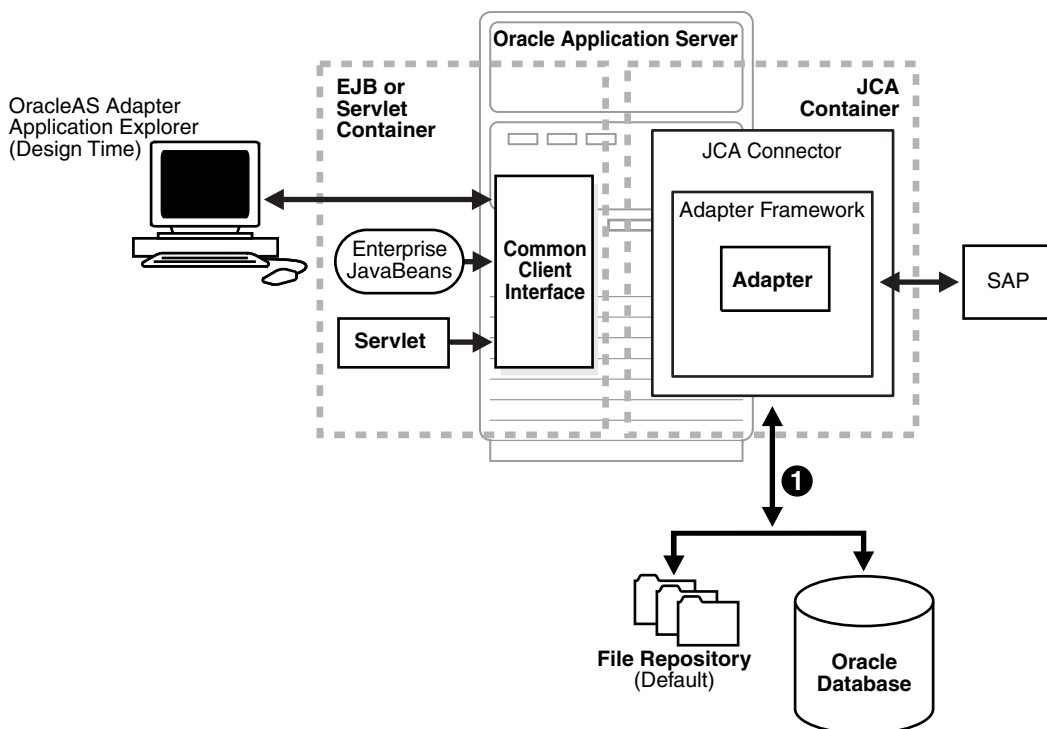 Oracle Application Server
EJB or
Servlet
Container
JCA
Container
OracleAS Adapter
Application Explorer
(Design Time)
JCA Connector
Adapter Framework
Adapter
Enterprise
JavaBeans
Common
Client
Interface
Servlet
SAP
1
File Repository
(Default)
Oracle
Database